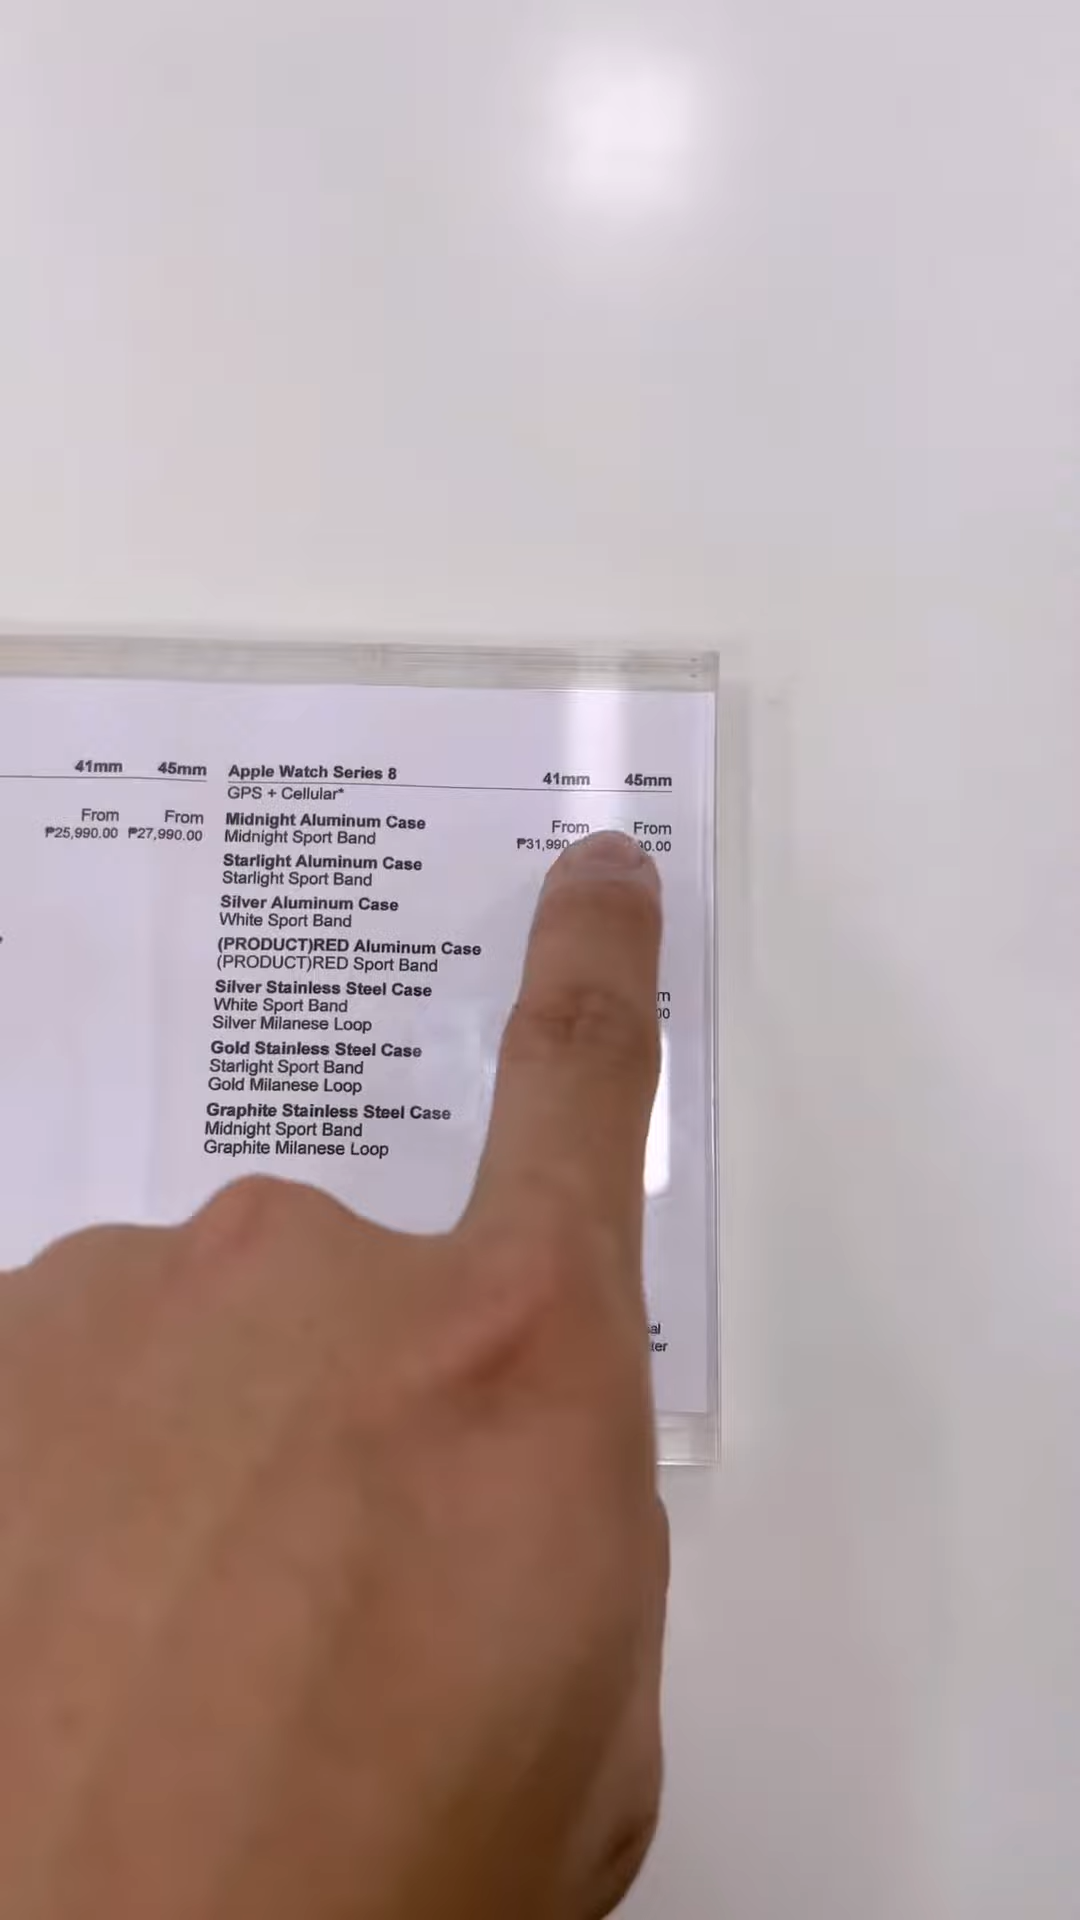 41mm 45mm
From From
₱25,990.00 ₱27,990.00
Apple Watch Series 8 41mm 45mm
GPS + Cellular*
Midnight Aluminum Case From From
Midnight Sport Band ₱31,990 90.00
Starlight Aluminum Case
Starlight Sport Band
Silver Aluminum Case
White Sport Band
(PRODUCT)RED Aluminum Case
(PRODUCT)RED Sport Band
Silver Stainless Steel Case
White Sport Band
Silver Milanese Loop
Gold Stainless Steel Case
Starlight Sport Band
Gold Milanese Loop
Graphite Stainless Steel Case
Midnight Sport Band
Graphite Milanese Loop